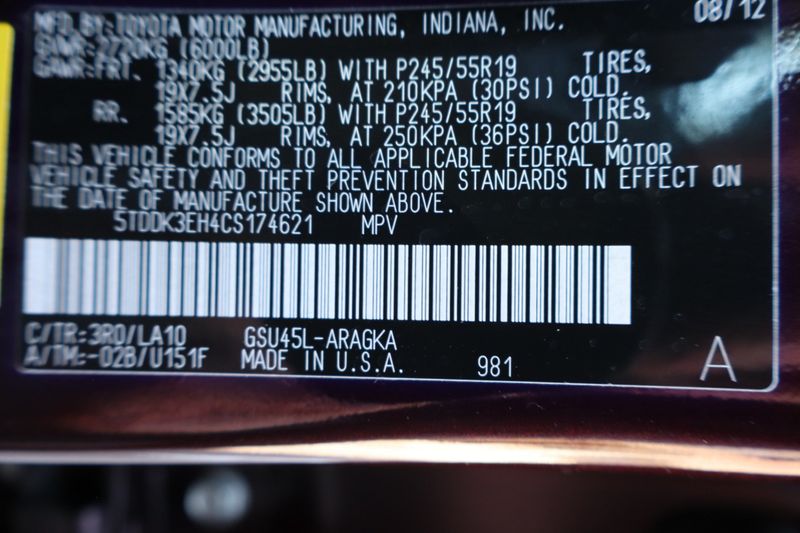 MFD.BY:TOYOTA MOTOR MANUFACTURING, INDIANA, INC. 08/12
GVWR:2720KG (6000LB)
GAWR:FRT. 1340KG (2955LB) WITH P245/55R19 TIRES,
19X7.5J RIMS, AT 210KPA (30PSI) COLD.
RR. 1585KG (3505LB) WITH P245/55R19 TIRES,
19X7.5J RIMS, AT 250KPA (36PSI) COLD.
THIS VEHICLE CONFORMS TO ALL APPLICABLE FEDERAL MOTOR
VEHICLE SAFETY AND THEFT PREVENTION STANDARDS IN EFFECT ON
THE DATE OF MANUFACTURE SHOWN ABOVE.
5TDDK3EH4CS174621 MPV
C/TR:3R0/LA10 GSU45L-ARAGKA
A/TM:-02B/U151F MADE IN U.S.A. 981 A